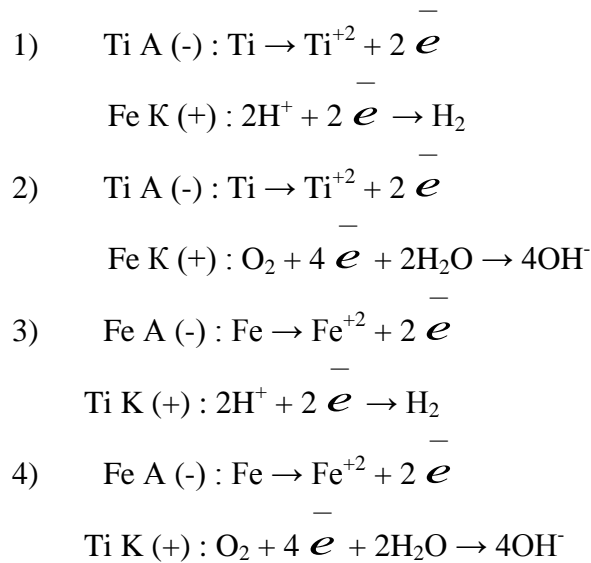 1) Ti A (-) : Ti → Ti⁺² + 2 e̅
Fe К (+) : 2H⁺ + 2 e̅ → H₂
2) Ti A (-) : Ti → Ti⁺² + 2 e̅
Fe К (+) : O₂ + 4 e̅ + 2H₂O → 4OH⁻
3) Fe A (-) : Fe → Fe⁺² + 2 e̅
Ti К (+) : 2H⁺ + 2 e̅ → H₂
4) Fe A (-) : Fe → Fe⁺² + 2 e̅
Ti К (+) : O₂ + 4 e̅ + 2H₂O → 4OH⁻